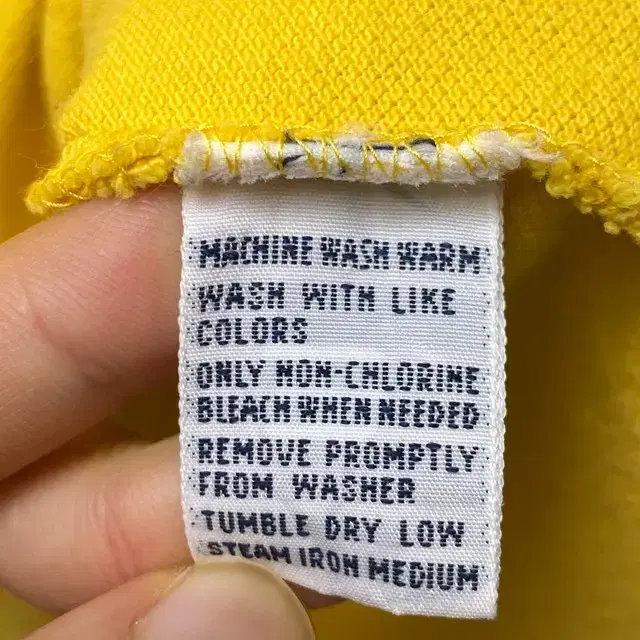 MACHINE WASH WARM
WASH WITH LIKE
COLORS
ONLY NON-CHLORINE
BLEACH WHEN NEEDED
REMOVE PROMPTLY
FROM WASHER
TUMBLE DRY LOW
STEAM IRON MEDIUM